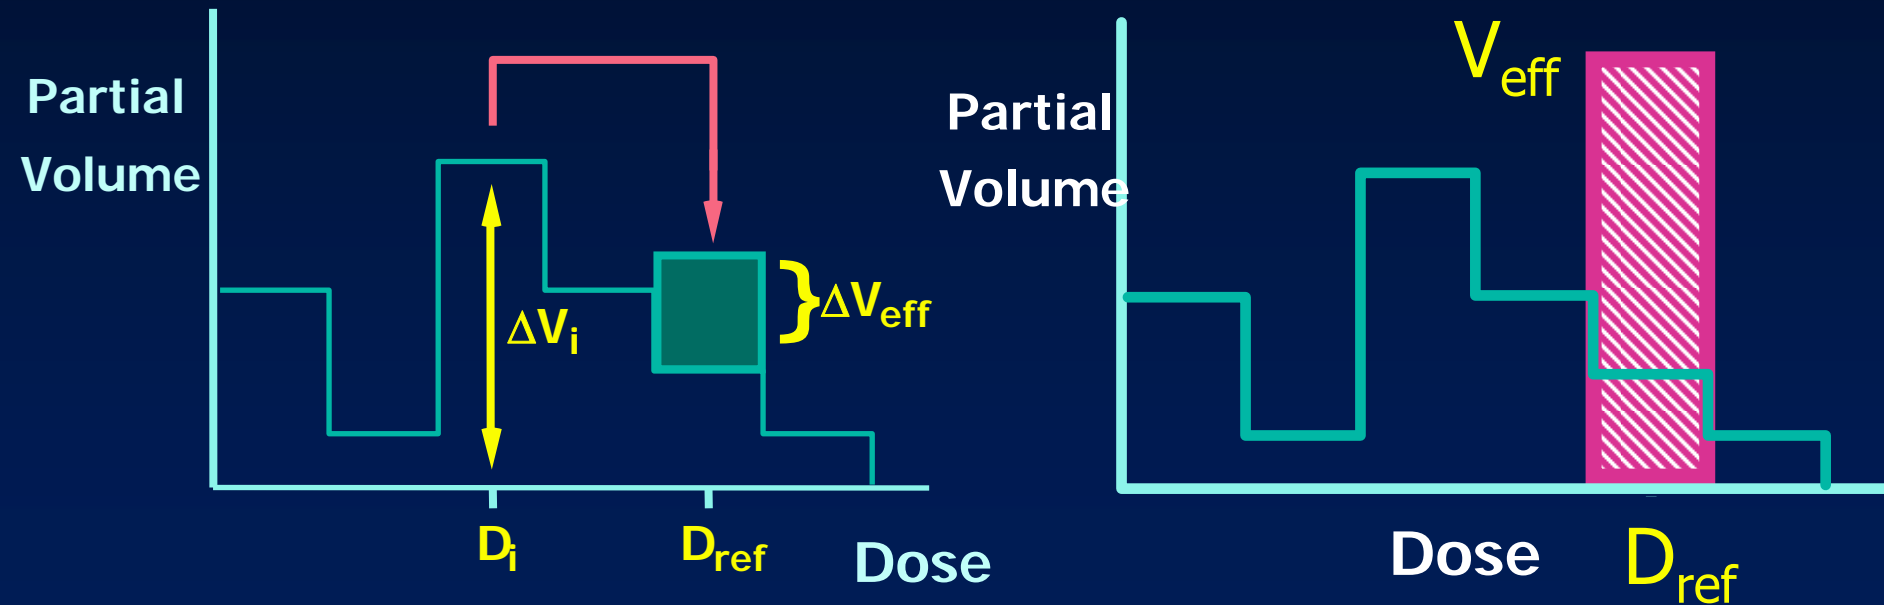 Partial
Volume
ΔVi
}ΔVeff
Di
Dref
Dose
Veff
Partial
Volume
Dose
Dref